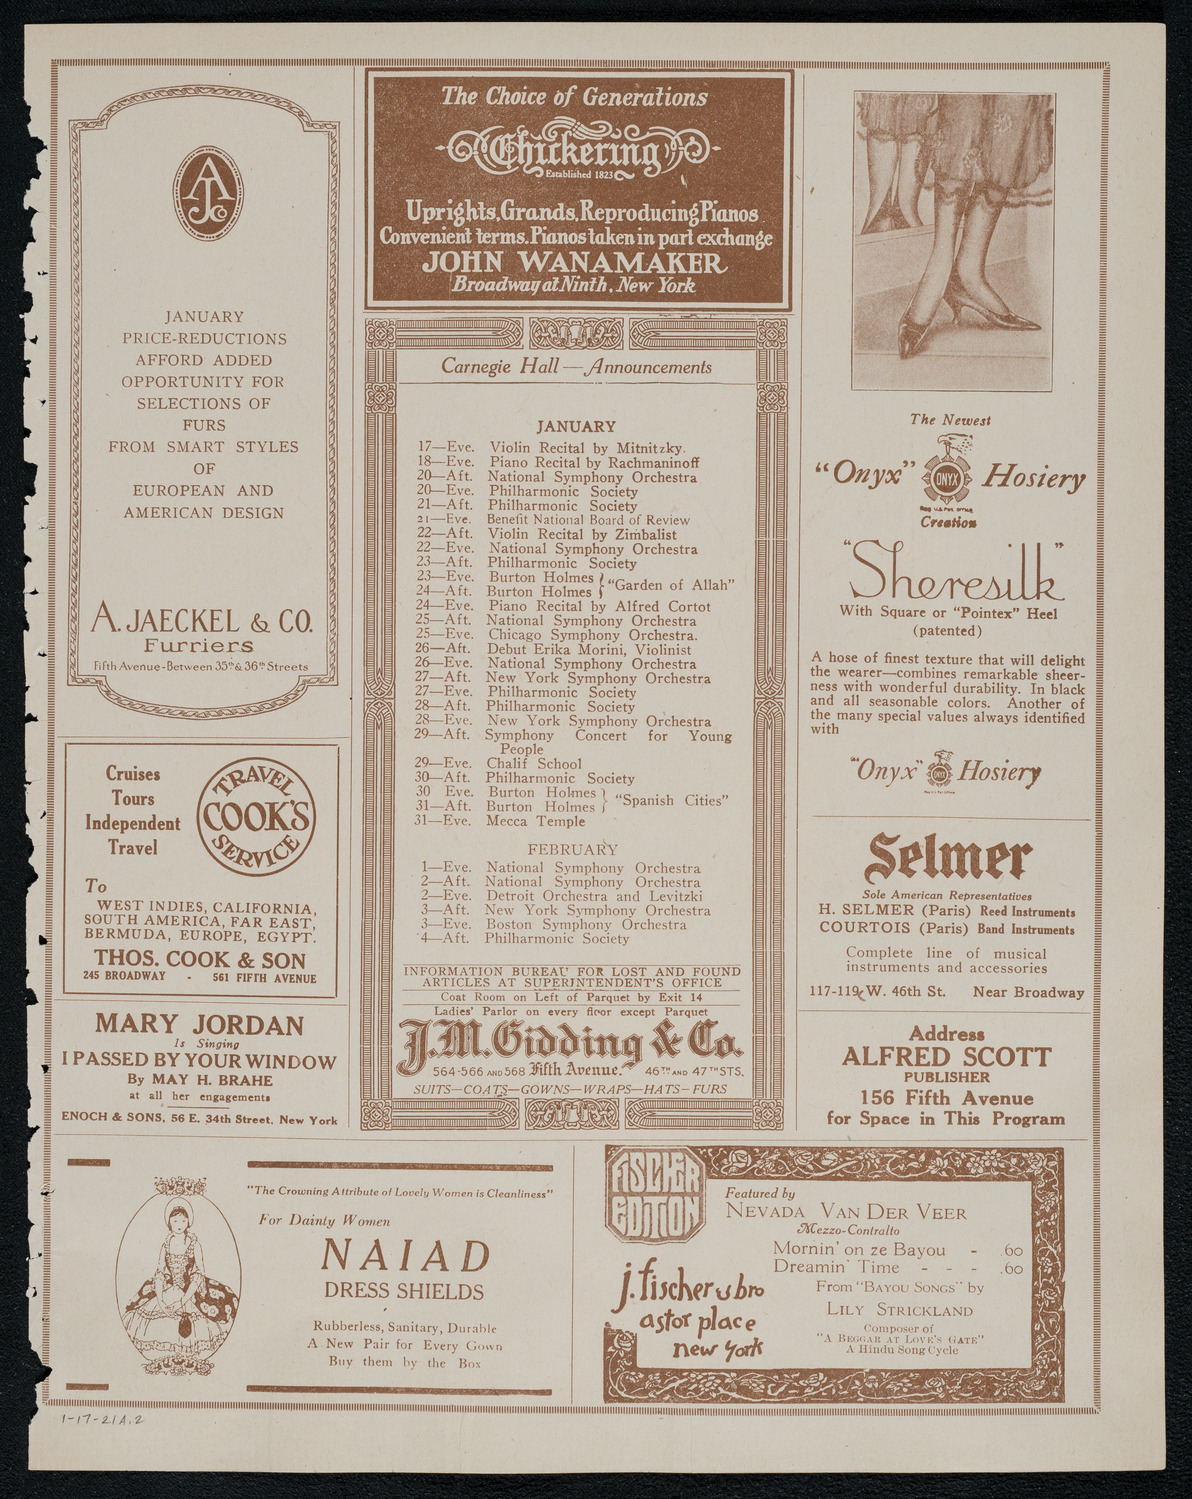 AJCo
JANUARY
PRICE-REDUCTIONS
AFFORD ADDED
OPPORTUNITY FOR
SELECTIONS OF
FURS
FROM SMART STYLES
OF
EUROPEAN AND
AMERICAN DESIGN
A. JAECKEL & CO.
Furriers
Fifth Avenue-Between 35th & 36th Streets
Cruises
Tours
Independent
Travel
TRAVEL
COOK'S
SERVICE
To
WEST INDIES, CALIFORNIA,
SOUTH AMERICA, FAR EAST,
BERMUDA, EUROPE, EGYPT.
THOS. COOK & SON
245 BROADWAY - 561 FIFTH AVENUE
MARY JORDAN
Is Singing
I PASSED BY YOUR WINDOW
By MAY H. BRAHE
at all her engagements
ENOCH & SONS, 56 E. 34th Street, New York
The Choice of Generations
Chickering
Established 1823
Uprights, Grands, Reproducing Pianos
Convenient terms. Pianos taken in part exchange
JOHN WANAMAKER
Broadway at Ninth, New York
Carnegie Hall — Announcements
JANUARY
17—Eve. Violin Recital by Mitnitzky.
18—Eve. Piano Recital by Rachmaninoff
20—Aft. National Symphony Orchestra
20—Eve. Philharmonic Society
21—Aft. Philharmonic Society
21—Eve. Benefit National Board of Review
22—Aft. Violin Recital by Zimbalist
22—Eve. National Symphony Orchestra
23—Aft. Philharmonic Society
23—Eve. Burton Holmes } "Garden of Allah"
24—Aft. Burton Holmes }
24—Eve. Piano Recital by Alfred Cortot
25—Aft. National Symphony Orchestra
25—Eve. Chicago Symphony Orchestra.
26—Aft. Debut Erika Morini, Violinist
26—Eve. National Symphony Orchestra
27—Aft. New York Symphony Orchestra
27—Eve. Philharmonic Society
28—Aft. Philharmonic Society
28—Eve. New York Symphony Orchestra
29—Aft. Symphony Concert for Young
People
29—Eve. Chalif School
30—Aft. Philharmonic Society
30 Eve. Burton Holmes } "Spanish Cities"
31—Aft. Burton Holmes }
31—Eve. Mecca Temple
FEBRUARY
1—Eve. National Symphony Orchestra
2—Aft. National Symphony Orchestra
2—Eve. Detroit Orchestra and Levitzki
3—Aft. New York Symphony Orchestra
3—Eve. Boston Symphony Orchestra
4—Aft. Philharmonic Society
INFORMATION BUREAU FOR LOST AND FOUND
ARTICLES AT SUPERINTENDENT'S OFFICE
Coat Room on Left of Parquet by Exit 14
Ladies' Parlor on every floor except Parquet
J.M. Gidding & Co.
564-566 AND 568 Fifth Avenue. 46TH AND 47TH STS.
SUITS—COATS—GOWNS—WRAPS—HATS—FURS
The Newest
"Onyx" ONYX Hosiery
REG U.S. Pat. Office
Creation
"Sheresilk"
With Square or "Pointex" Heel
(patented)
A hose of finest texture that will delight
the wearer—combines remarkable sheer-
ness with wonderful durability. In black
and all seasonable colors. Another of
the many special values always identified
with
"Onyx" Hosiery
Selmer
Sole American Representatives
H. SELMER (Paris) Reed Instruments
COURTOIS (Paris) Band Instruments
Complete line of musical
instruments and accessories
117-119 W. 46th St. Near Broadway
Address
ALFRED SCOTT
PUBLISHER
156 Fifth Avenue
for Space in This Program
"The Crowning Attribute of Lovely Women is Cleanliness"
For Dainty Women
NAIAD
DRESS SHIELDS
Rubberless, Sanitary, Durable
A New Pair for Every Gown
Buy them by the Box
FISCHER
EDITION
j. fischer & bro
astor place
new york
Featured by
NEVADA VAN DER VEER
Mezzo-Contralto
Mornin' on ze Bayou - .60
Dreamin' Time - - - .60
From "BAYOU SONGS" by
LILY STRICKLAND
Composer of
"A BEGGAR AT LOVE'S GATE"
A Hindu Song Cycle
1-17-21A.2